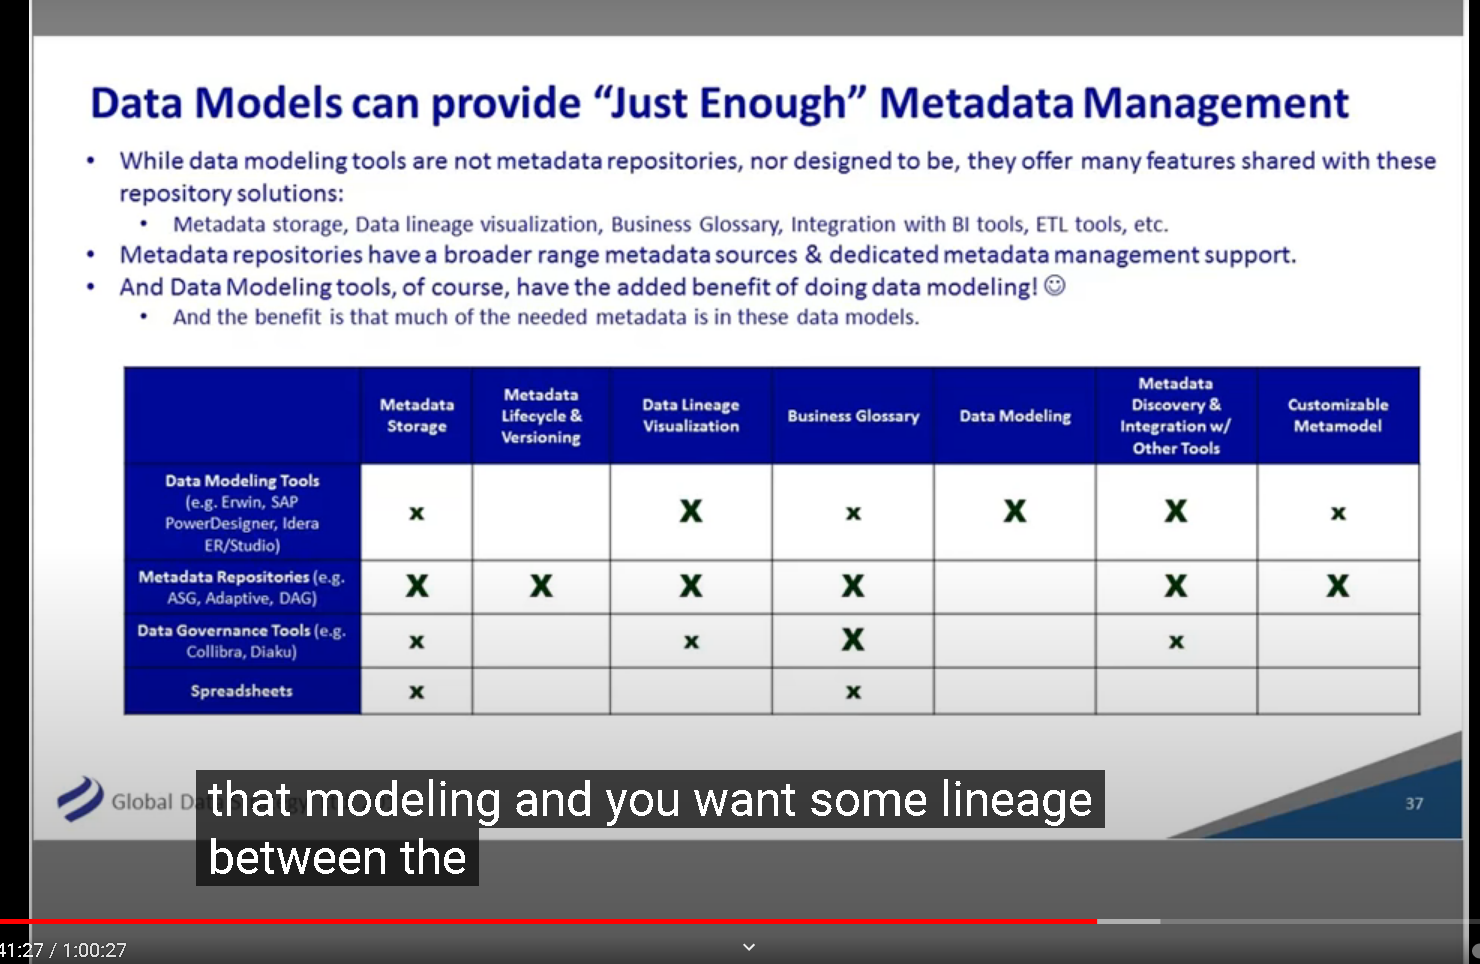 Data Models can provide “Just Enough” Metadata Management
• While data modeling tools are not metadata repositories, nor designed to be, they offer many features shared with these
repository solutions:
• Metadata storage, Data lineage visualization, Business Glossary, Integration with BI tools, ETL tools, etc.
• Metadata repositories have a broader range metadata sources & dedicated metadata management support.
• And Data Modeling tools, of course, have the added benefit of doing data modeling! ☺
• And the benefit is that much of the needed metadata is in these data models.
Metadata
Storage
Metadata
Lifecycle &
Versioning
Data Lineage
Visualization
Business Glossary
Data Modeling
Metadata
Discovery &
Integration w/
Other Tools
Customizable
Metamodel
Data Modeling Tools
(e.g. Erwin, SAP
PowerDesigner, Idera
ER/Studio)
x X x X X x
Metadata Repositories (e.g.
ASG, Adaptive, DAG)
X X X X X X
Data Governance Tools (e.g.
Collibra, Diaku)
x x X x
Spreadsheets
x x
Global Da
37
that modeling and you want some lineage
between the
41:27 / 1:00:27